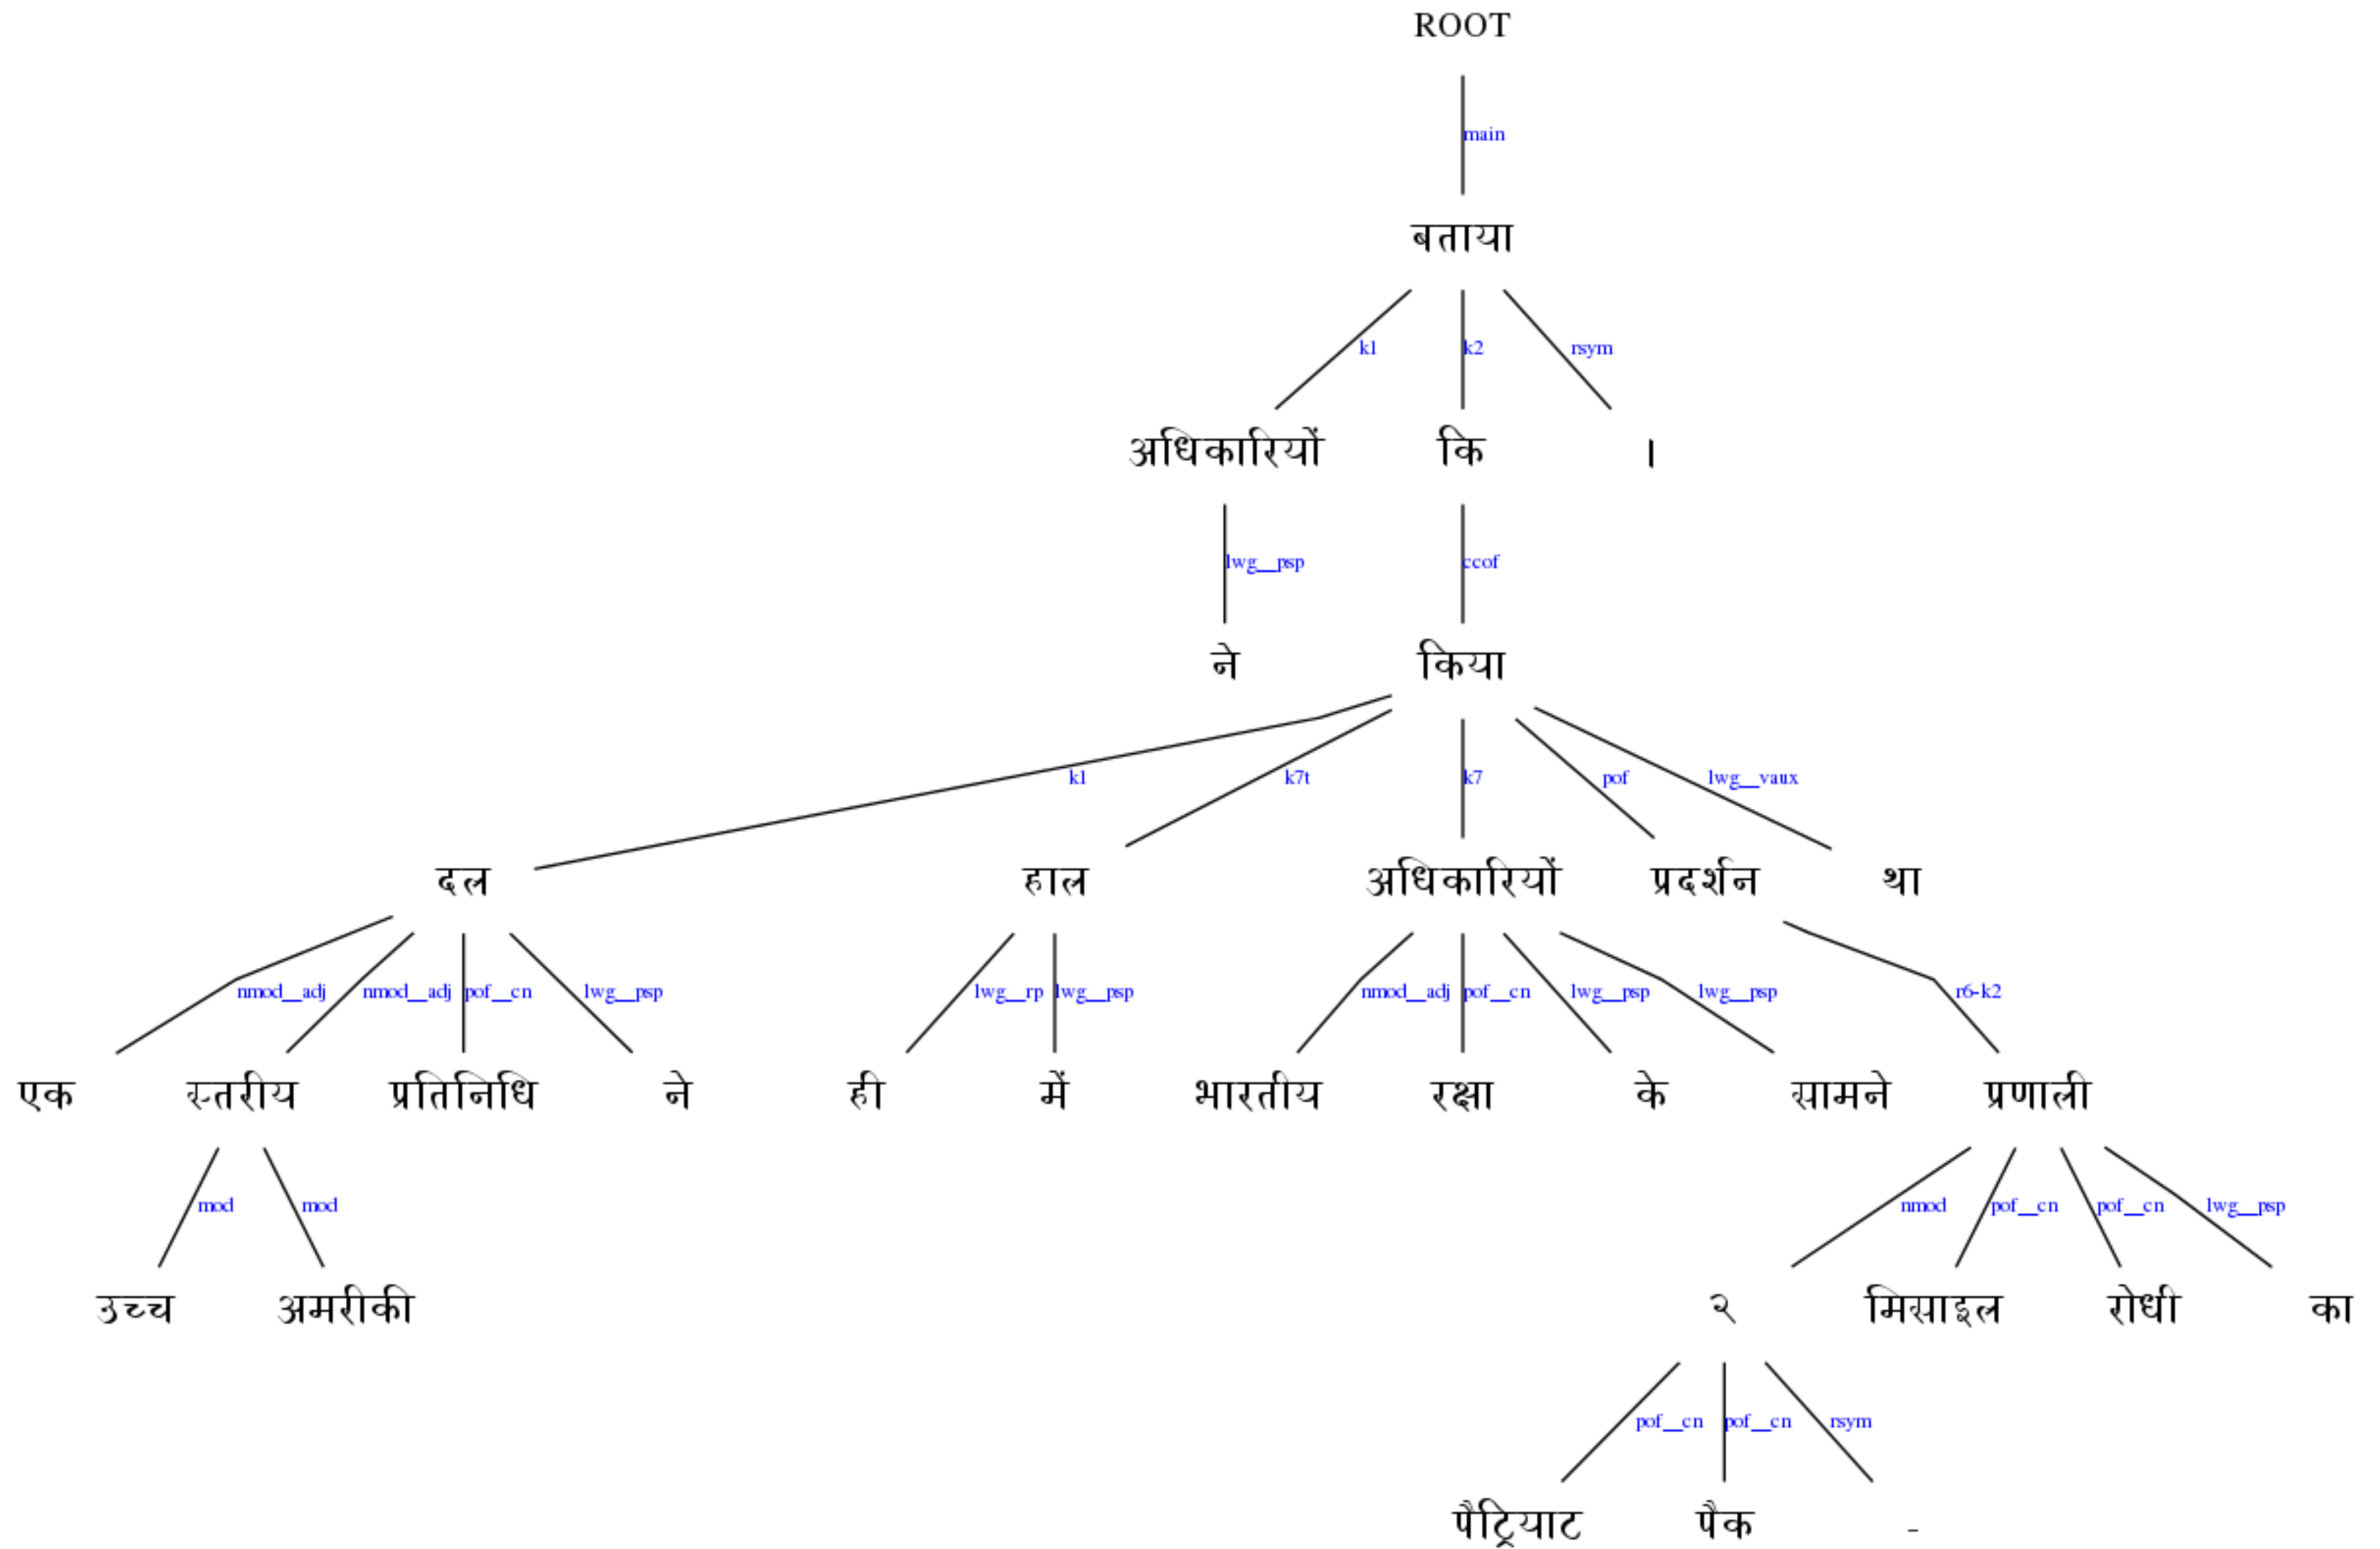 ROOT
main
बताया
k1 k2 rsym
अधिकारियों कि ।
lwg__psp ccof
ने किया
k1 k7t k7 pof lwg__vaux
दल हाल अधिकारियों प्रदर्शन था
nmod__adj nmod__adj pof__cn lwg__psp lwg__rp lwg__psp nmod__adj pof__cn lwg__psp lwg__psp r6-k2
एक स्तरीय प्रतिनिधि ने ही में भारतीय रक्षा के सामने प्रणाली
mod mod nmod pof__cn pof__cn lwg__psp
उच्च अमरीकी २ मिसाइल रोधी का
pof__cn pof__cn rsym
पैट्रियाट पैक -